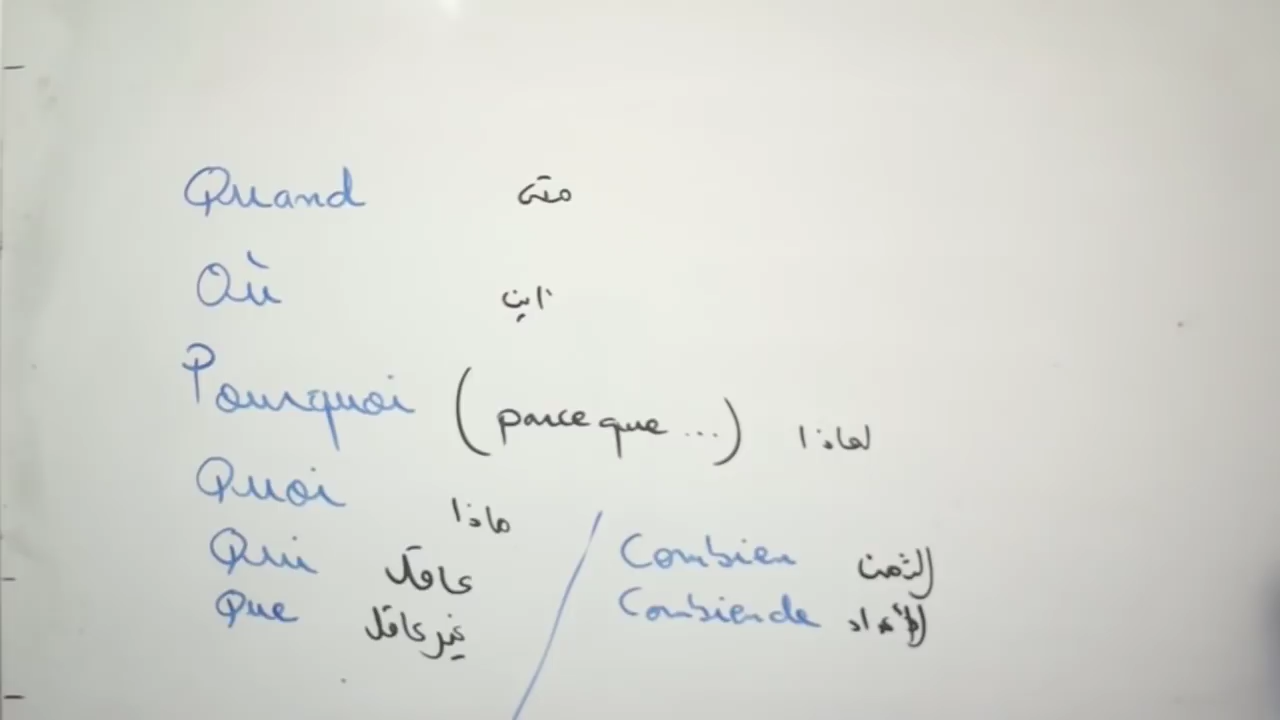 Quand متى
Où اين
Pourquoi (parce que ...) لماذا
Quoi ماذا
Qui عاقل
Que غير عاقل
Combien الثمن
Combien de الأعداد